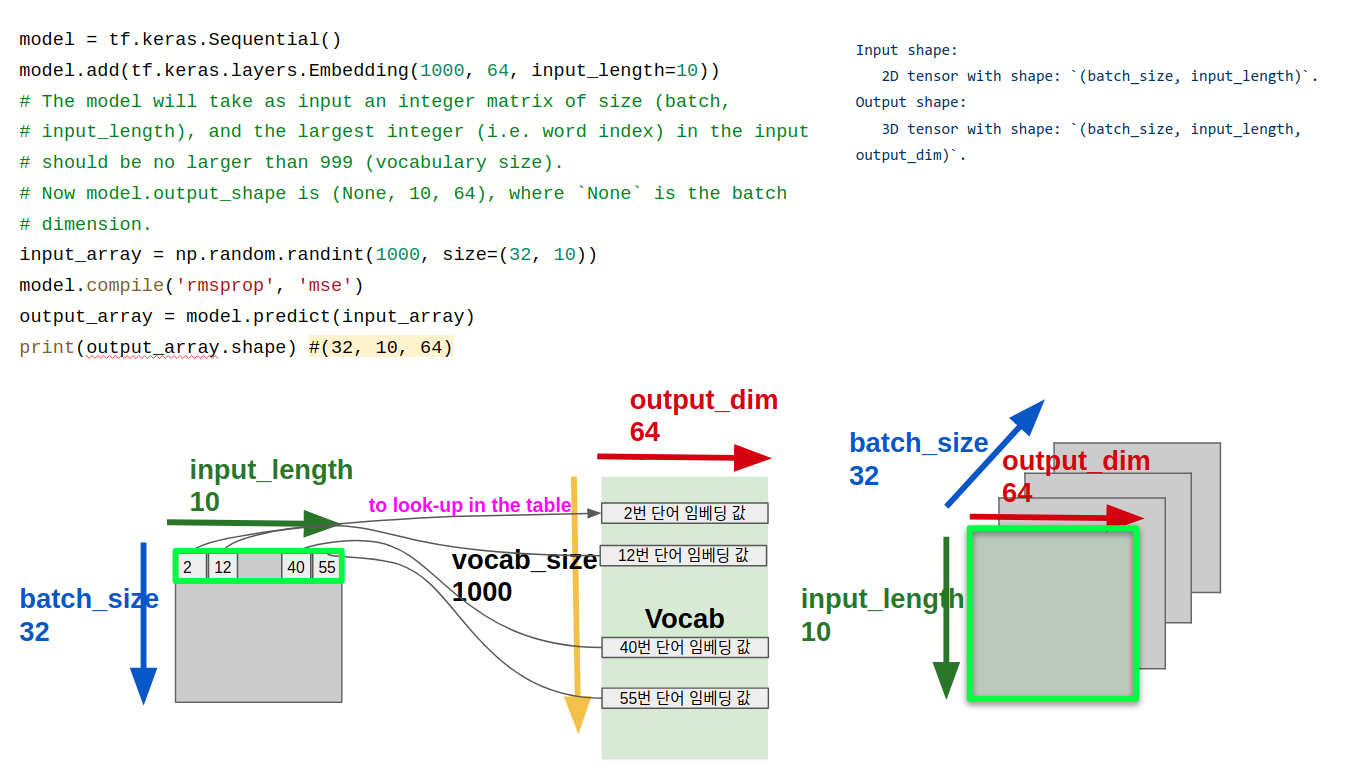 model = tf.keras.Sequential()
model.add(tf.keras.layers.Embedding(1000, 64, input_length=10))
# The model will take as input an integer matrix of size (batch,
# input_length), and the largest integer (i.e. word index) in the input
# should be no larger than 999 (vocabulary size).
# Now model.output_shape is (None, 10, 64), where `None` is the batch
# dimension.
input_array = np.random.randint(1000, size=(32, 10))
model.compile('rmsprop', 'mse')
output_array = model.predict(input_array)
print(output_array.shape) #(32, 10, 64)
Input shape:
2D tensor with shape: `(batch_size, input_length)`.
Output shape:
3D tensor with shape: `(batch_size, input_length,
output_dim)`.
input_length
10
batch_size
32
2 12 40 55
to look-up in the table
output_dim
64
vocab_size
1000
2번 단어 임베딩 값
12번 단어 임베딩 값
Vocab
40번 단어 임베딩 값
55번 단어 임베딩 값
batch_size
32
output_dim
64
input_length
10